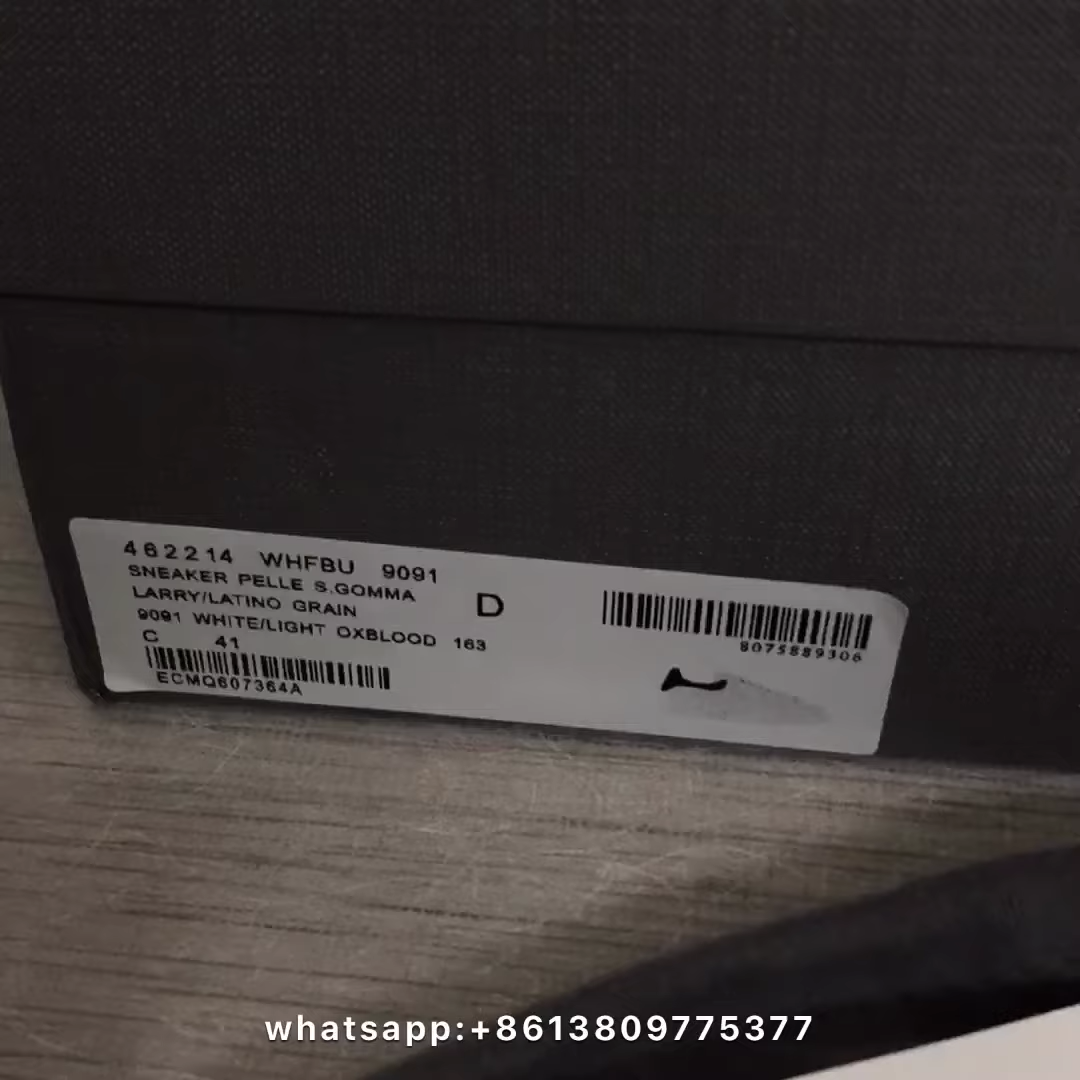 462214 WHFBU 9091
SNEAKER PELLE S.GOMMA
LARRY/LATINO GRAIN
9091 WHITE/LIGHT OXBLOOD 163
C 41
ECMQ607364A
D
8075889306
whatsapp:+8613809775377